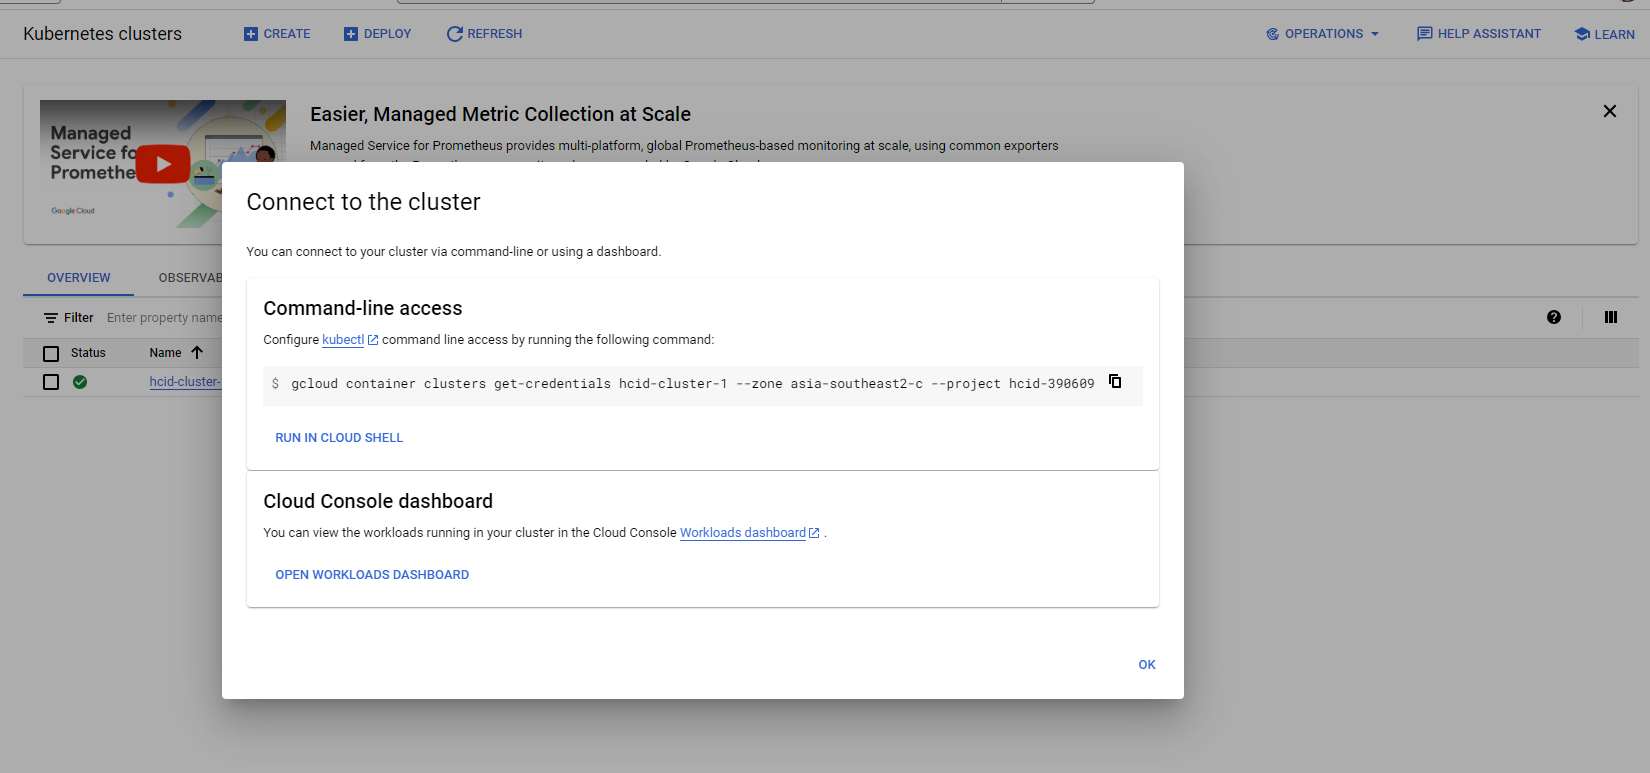 Kubernetes clusters
CREATE
DEPLOY
REFRESH
OPERATIONS
HELP ASSISTANT
LEARN
Managed
Service fo
Promethe
Google Cloud
Easier, Managed Metric Collection at Scale
Managed Service for Prometheus provides multi-platform, global Prometheus-based monitoring at scale, using common exporters
Connect to the cluster
You can connect to your cluster via command-line or using a dashboard.
OVERVIEW
OBSERVAB
Command-line access
Filter Enter property name
Configure kubectl command line access by running the following command:
Status
Name
hcid-cluster-
$ gcloud container clusters get-credentials hcid-cluster-1 --zone asia-southeast2-c --project hcid-390609
RUN IN CLOUD SHELL
Cloud Console dashboard
You can view the workloads running in your cluster in the Cloud Console Workloads dashboard .
OPEN WORKLOADS DASHBOARD
OK